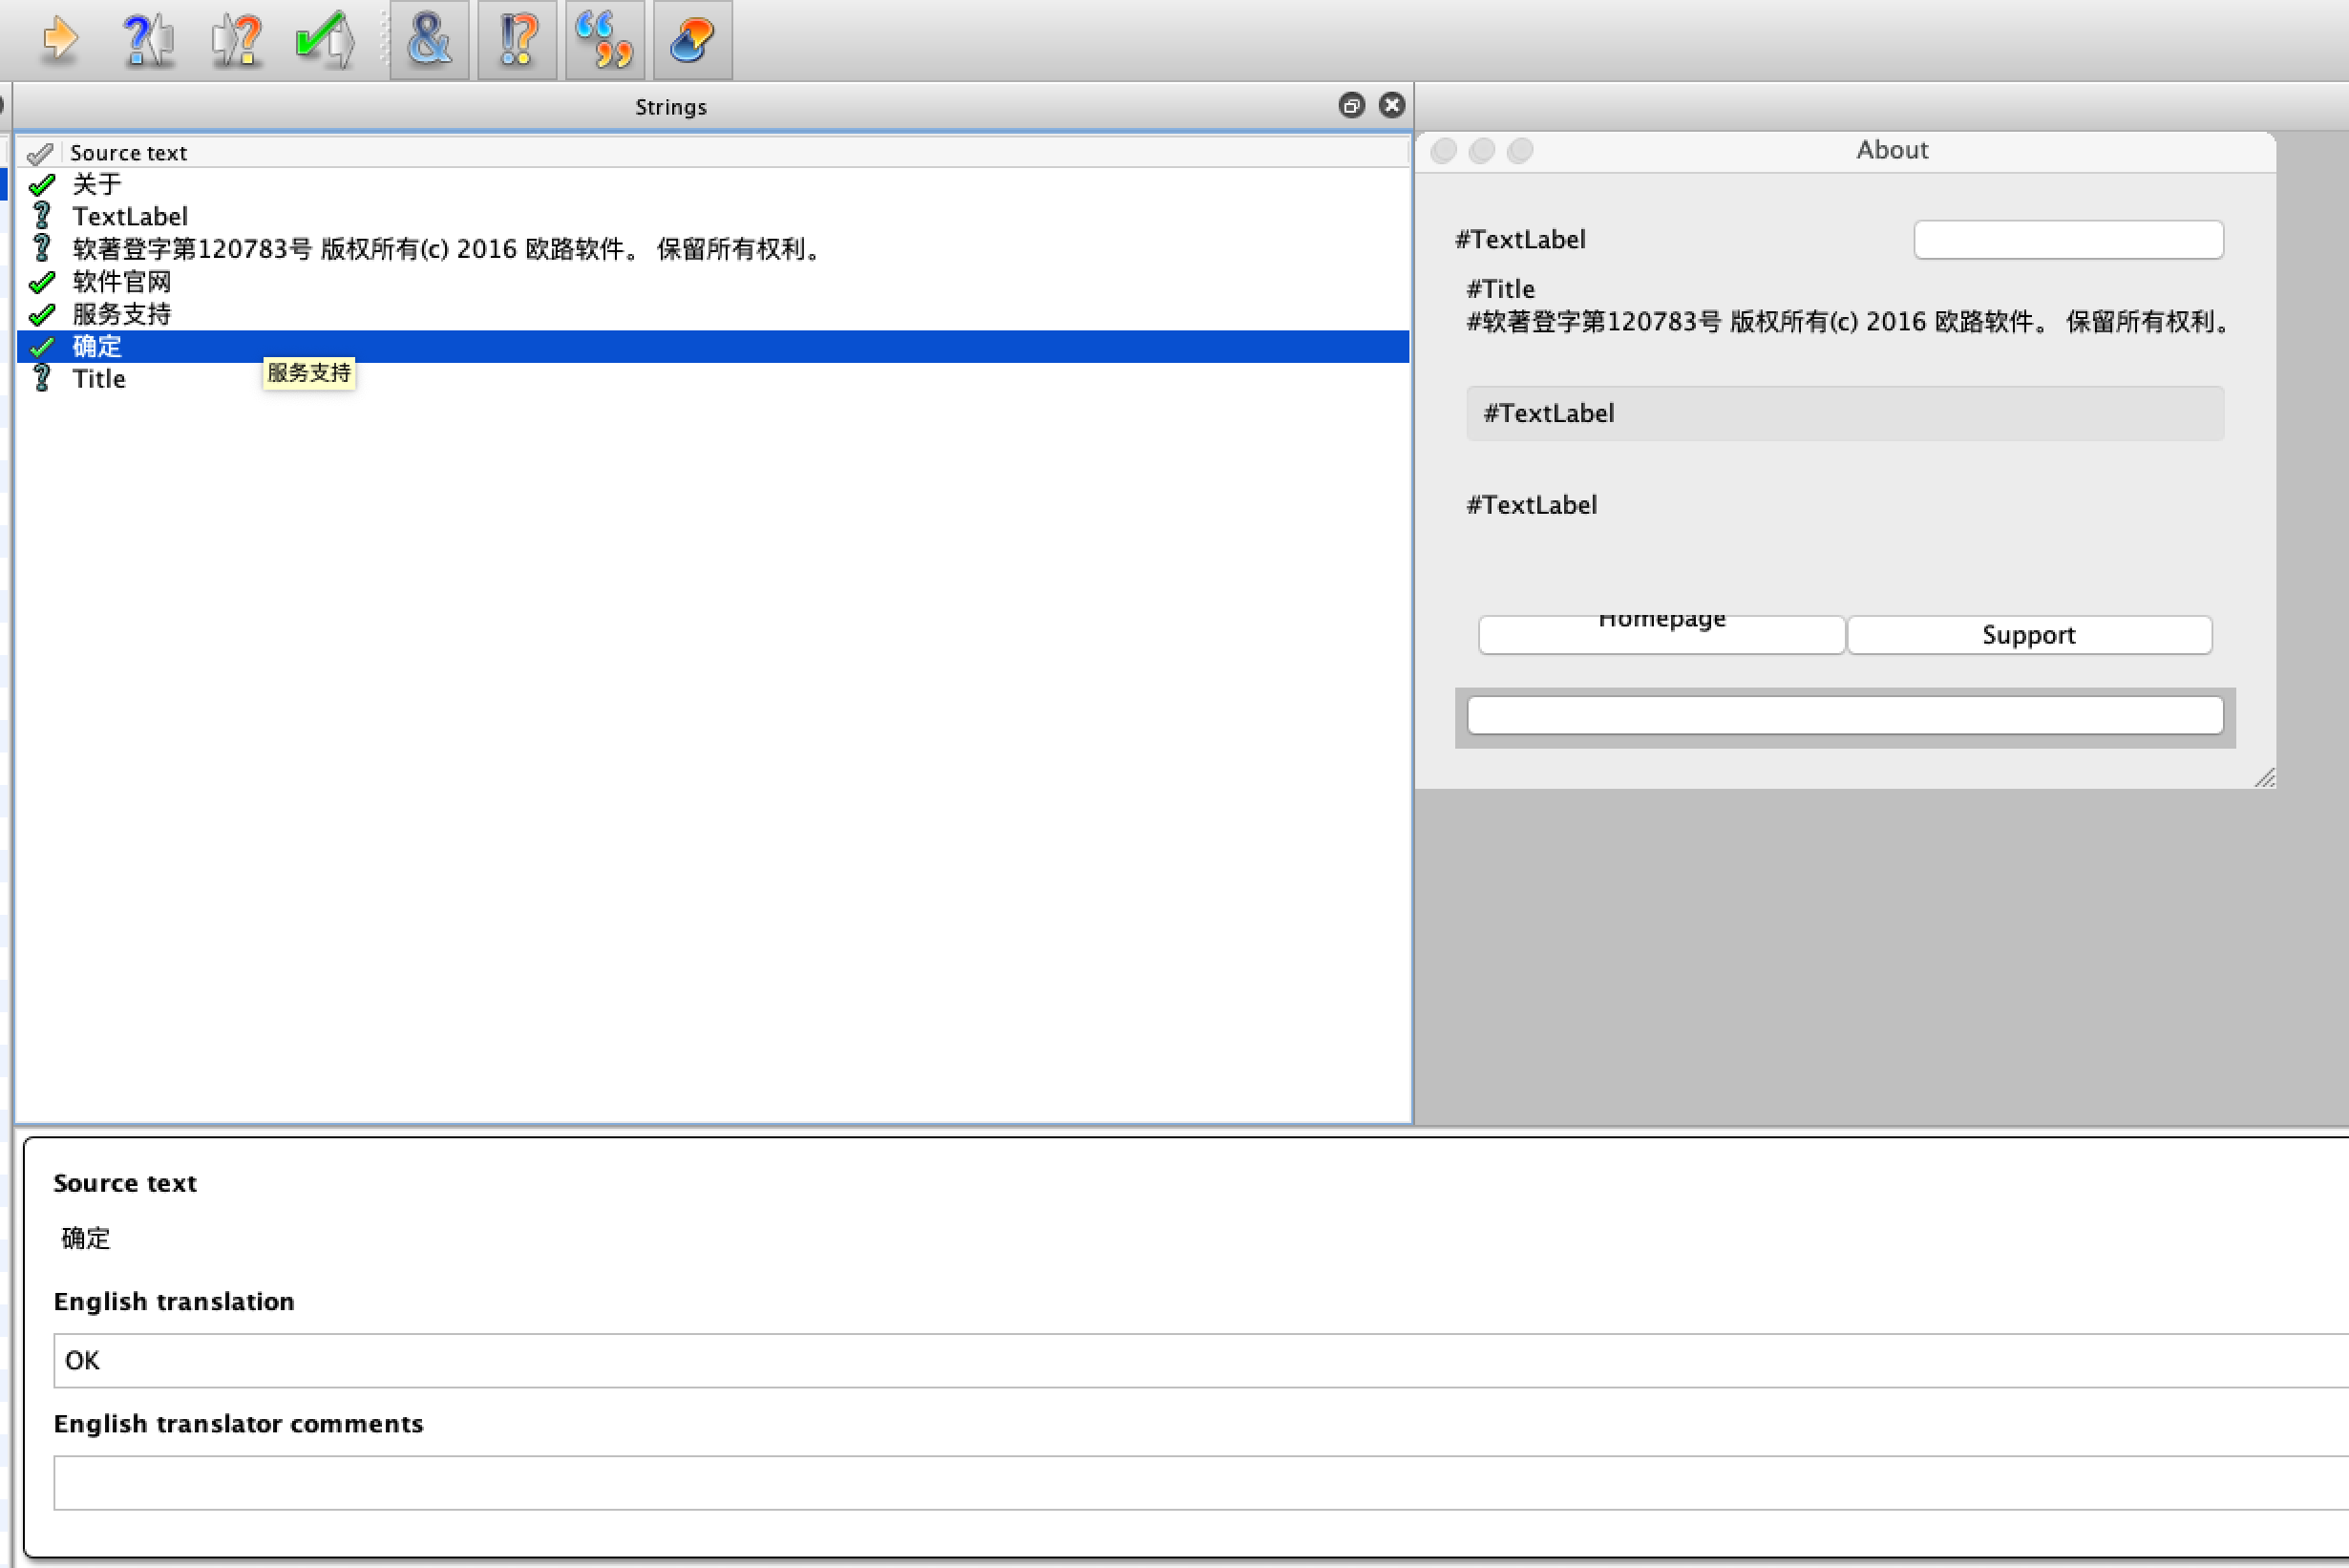 Strings
Source text
关于
TextLabel
软著登字第120783号 版权所有(c) 2016 欧路软件。 保留所有权利。
软件官网
服务支持
确定
服务支持
Title
About
#TextLabel
#Title
#软著登字第120783号 版权所有(c) 2016 欧路软件。 保留所有权利。
#TextLabel
#TextLabel
Homepage
Support
Source text
确定
English translation
OK
English translator comments